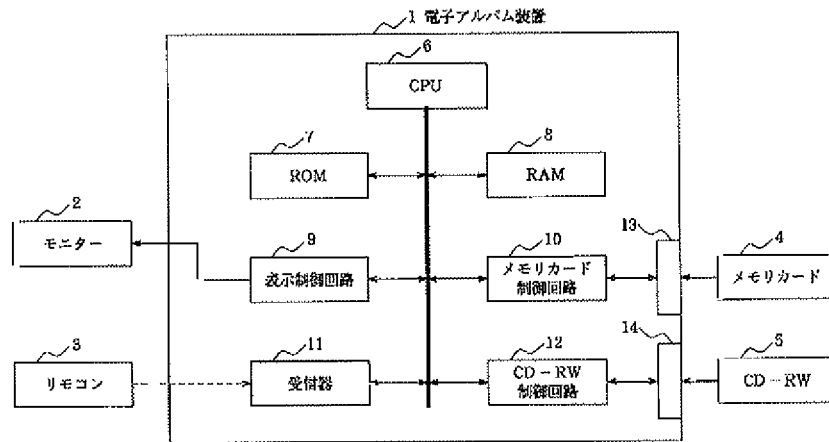 1 電子アルバム装置
6
CPU
7
ROM
8
RAM
2
モニター
9
表示制御回路
10
メモリカード
制御回路
13
4
メモリカード
3
リモコン
11
受信器
12
CD-RW
制御回路
14
5
CD-RW